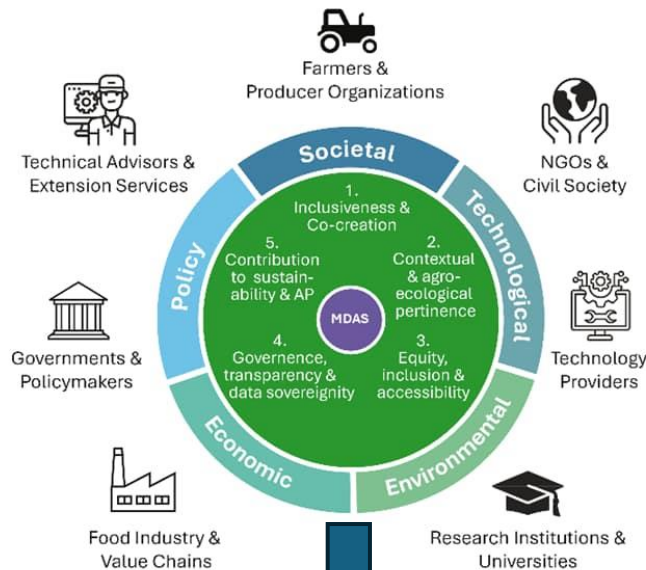 Farmers &
Producer Organizations
Technical Advisors &
Extension Services
NGOs &
Civil Society
Societal
Technological
Policy
1.
Inclusiveness &
Co-creation
5.
Contribution
to sustain-
ability & AP
2.
Contextual
& agro-
ecological
pertinence
MDAS
4.
Governence,
transparency &
data sovereignity
3.
Equity,
inclusion &
accessibility
Governments &
Policymakers
Technology
Providers
Economic
Environmental
Food Industry &
Value Chains
Research Institutions &
Universities